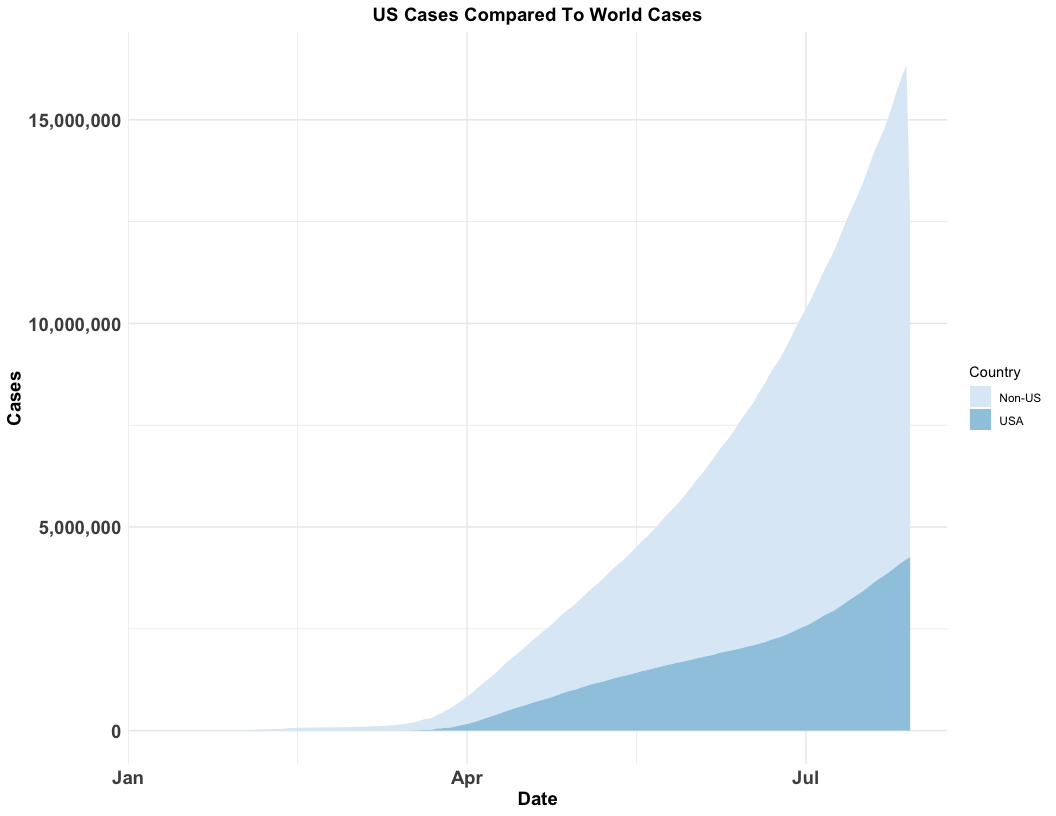 US Cases Compared To World Cases
15,000,000
10,000,000
5,000,000
0
Cases
Jan
Apr
Jul
Date
Country
Non-US
USA